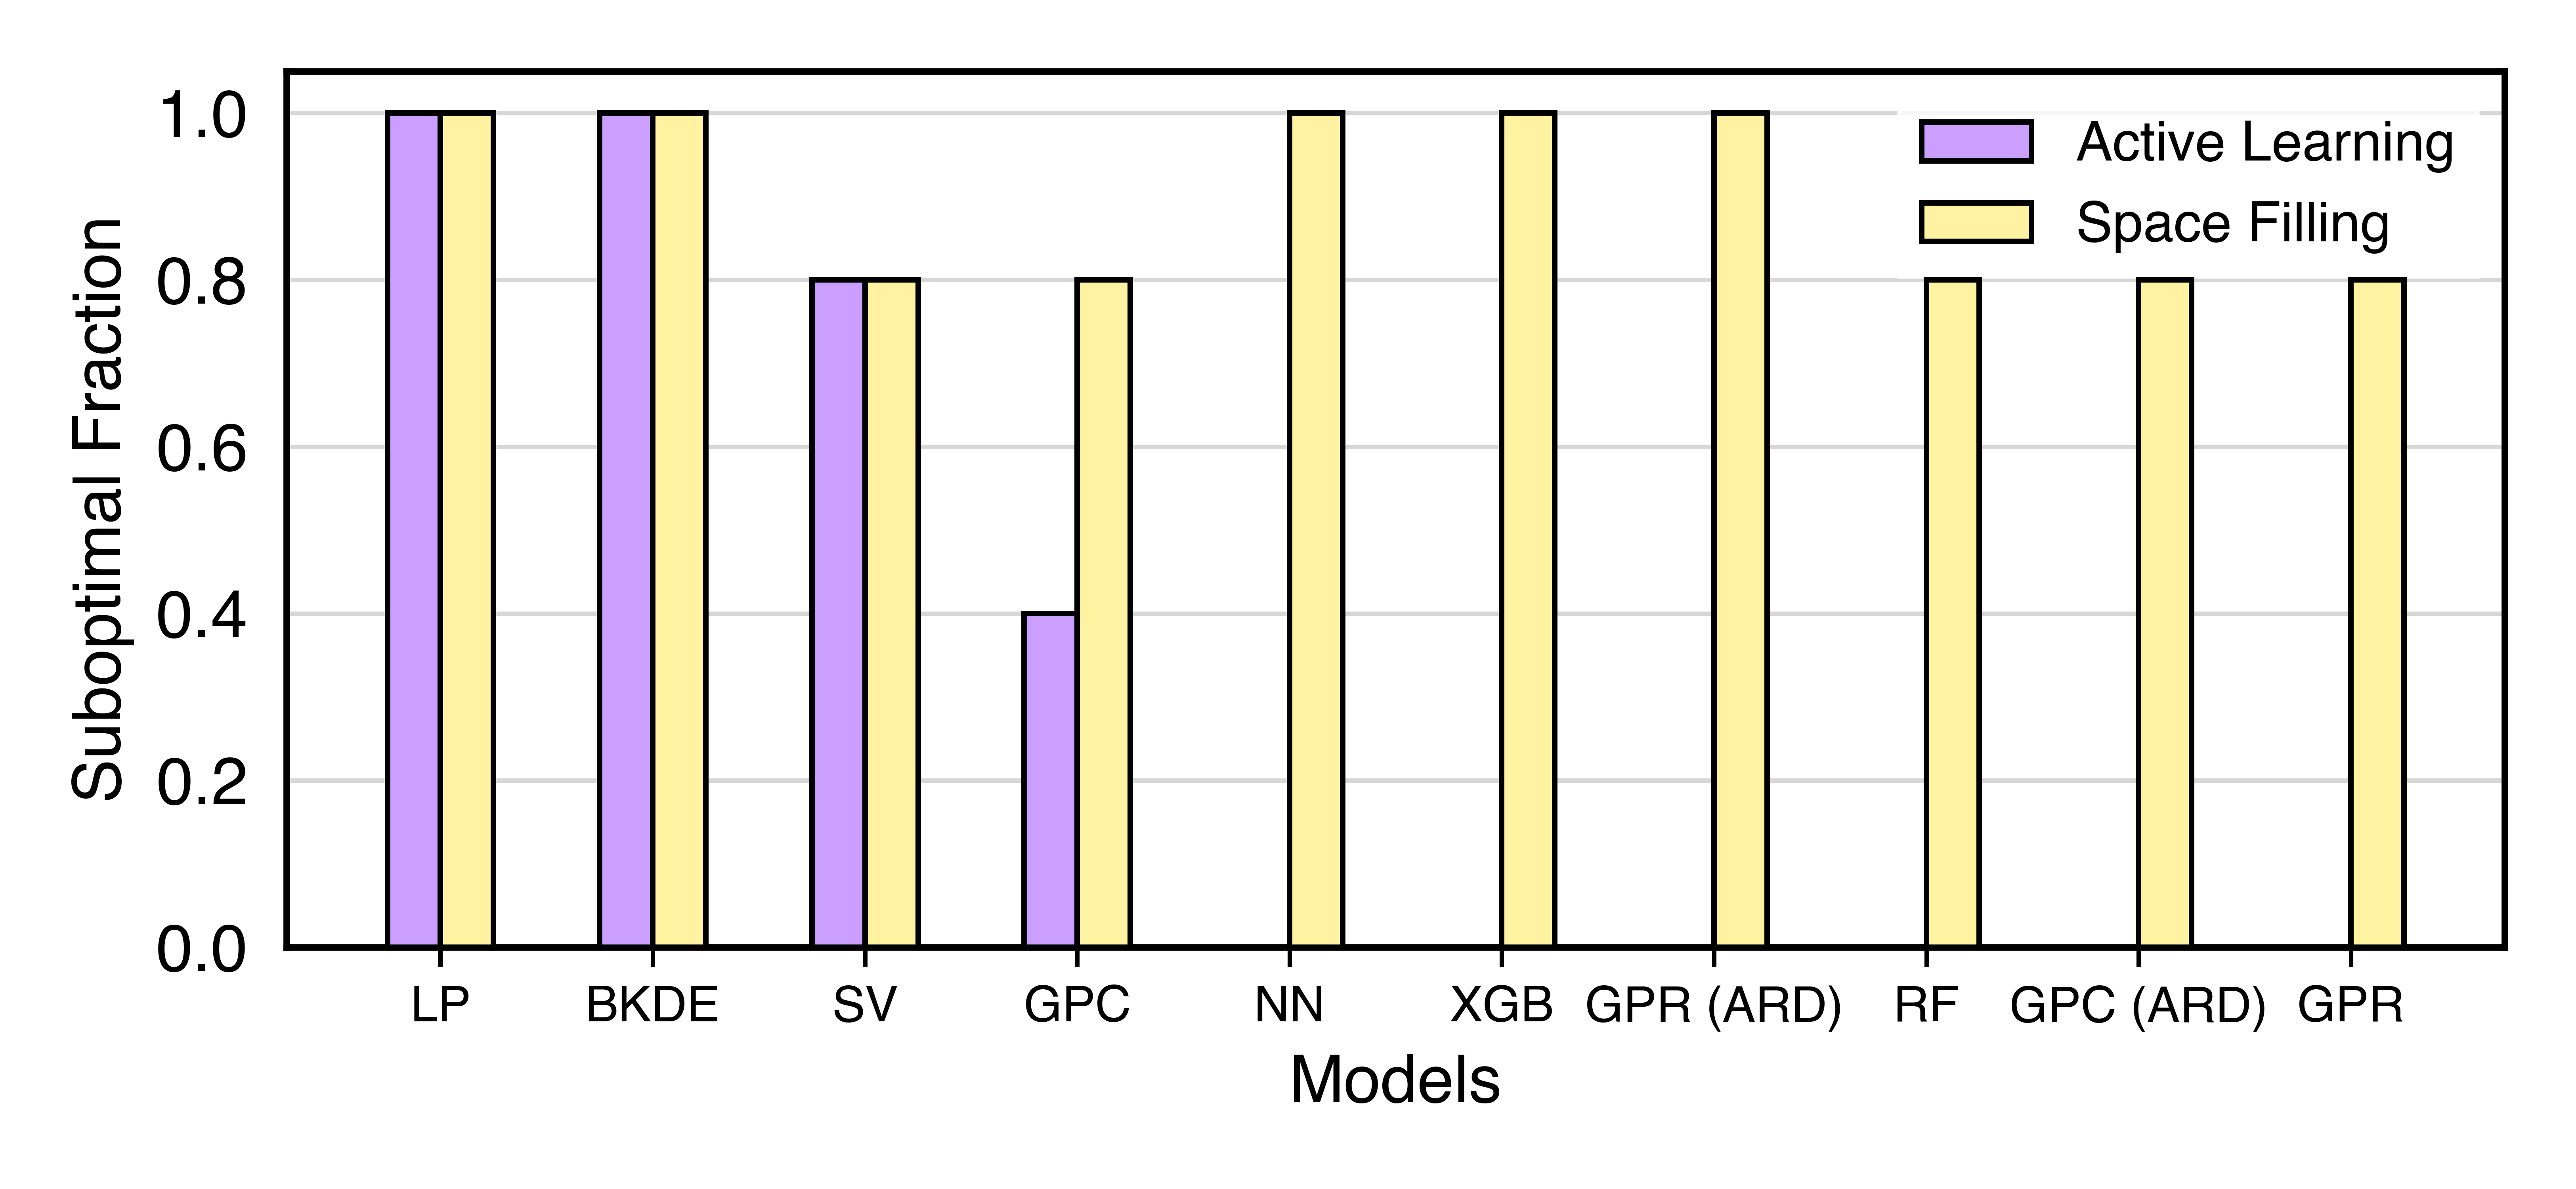 Suboptimal Fraction
1.0
0.8
0.6
0.4
0.2
0.0
Active Learning
Space Filling
LP BKDE SV GPC NN XGB GPR (ARD) RF GPC (ARD) GPR
Models